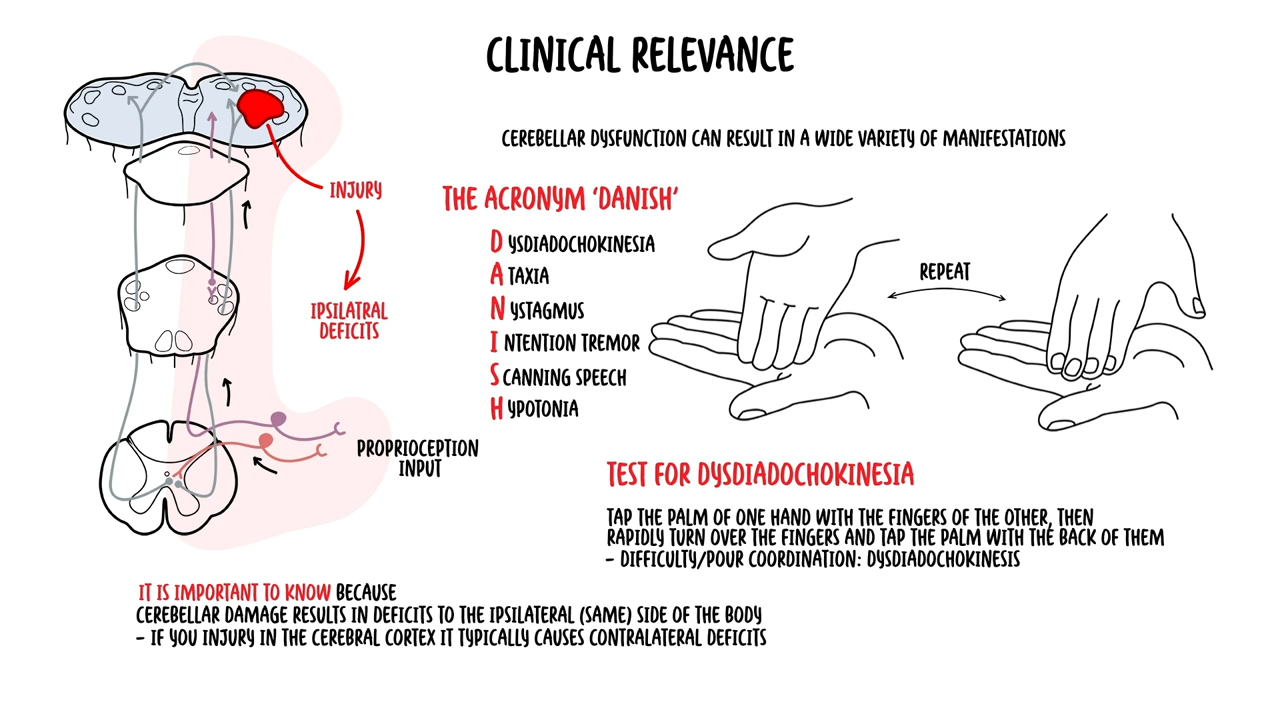 CLINICAL RELEVANCE
CEREBELLAR DYSFUNCTION CAN RESULT IN A WIDE VARIETY OF MANIFESTATIONS
THE ACRONYM 'DANISH'
DYSDIADOCHOKINESIA
ATAXIA
NYSTAGMUS
INTENTION TREMOR
SCANNING SPEECH
HYPOTONIA
INJURY
IPSILATRAL
DEFICITS
PROPRIOCEPTION
INPUT
REPEAT
TEST FOR DYSDIADOCHOKINESIA
TAP THE PALM OF ONE HAND WITH THE FINGERS OF THE OTHER, THEN
RAPIDLY TURN OVER THE FINGERS AND TAP THE PALM WITH THE BACK OF THEM
- DIFFICULTY/POUR COORDINATION: DYSDIADOCHOKINESIS
IT IS IMPORTANT TO KNOW BECAUSE
CEREBELLAR DAMAGE RESULTS IN DEFICITS TO THE IPSILATERAL (SAME) SIDE OF THE BODY
- IF YOU INJURY IN THE CEREBRAL CORTEX IT TYPICALLY CAUSES CONTRALATERAL DEFICITS